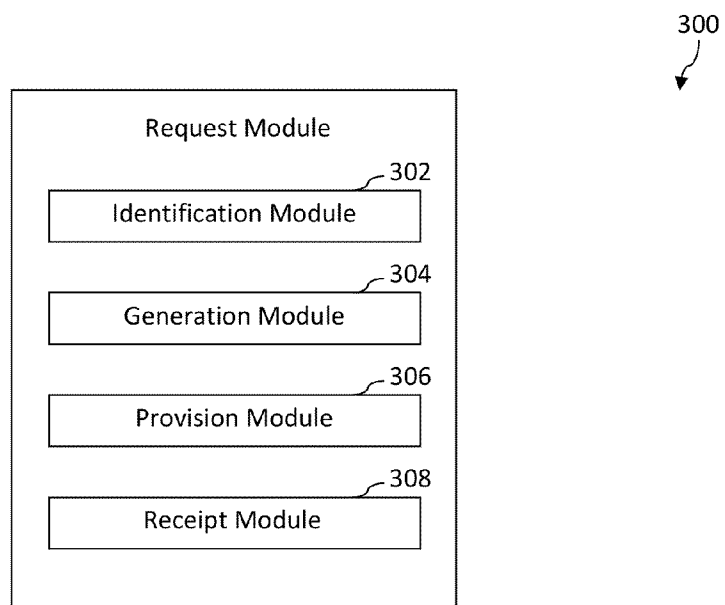 300
Request Module
302
Identification Module
304
Generation Module
306
Provision Module
308
Receipt Module